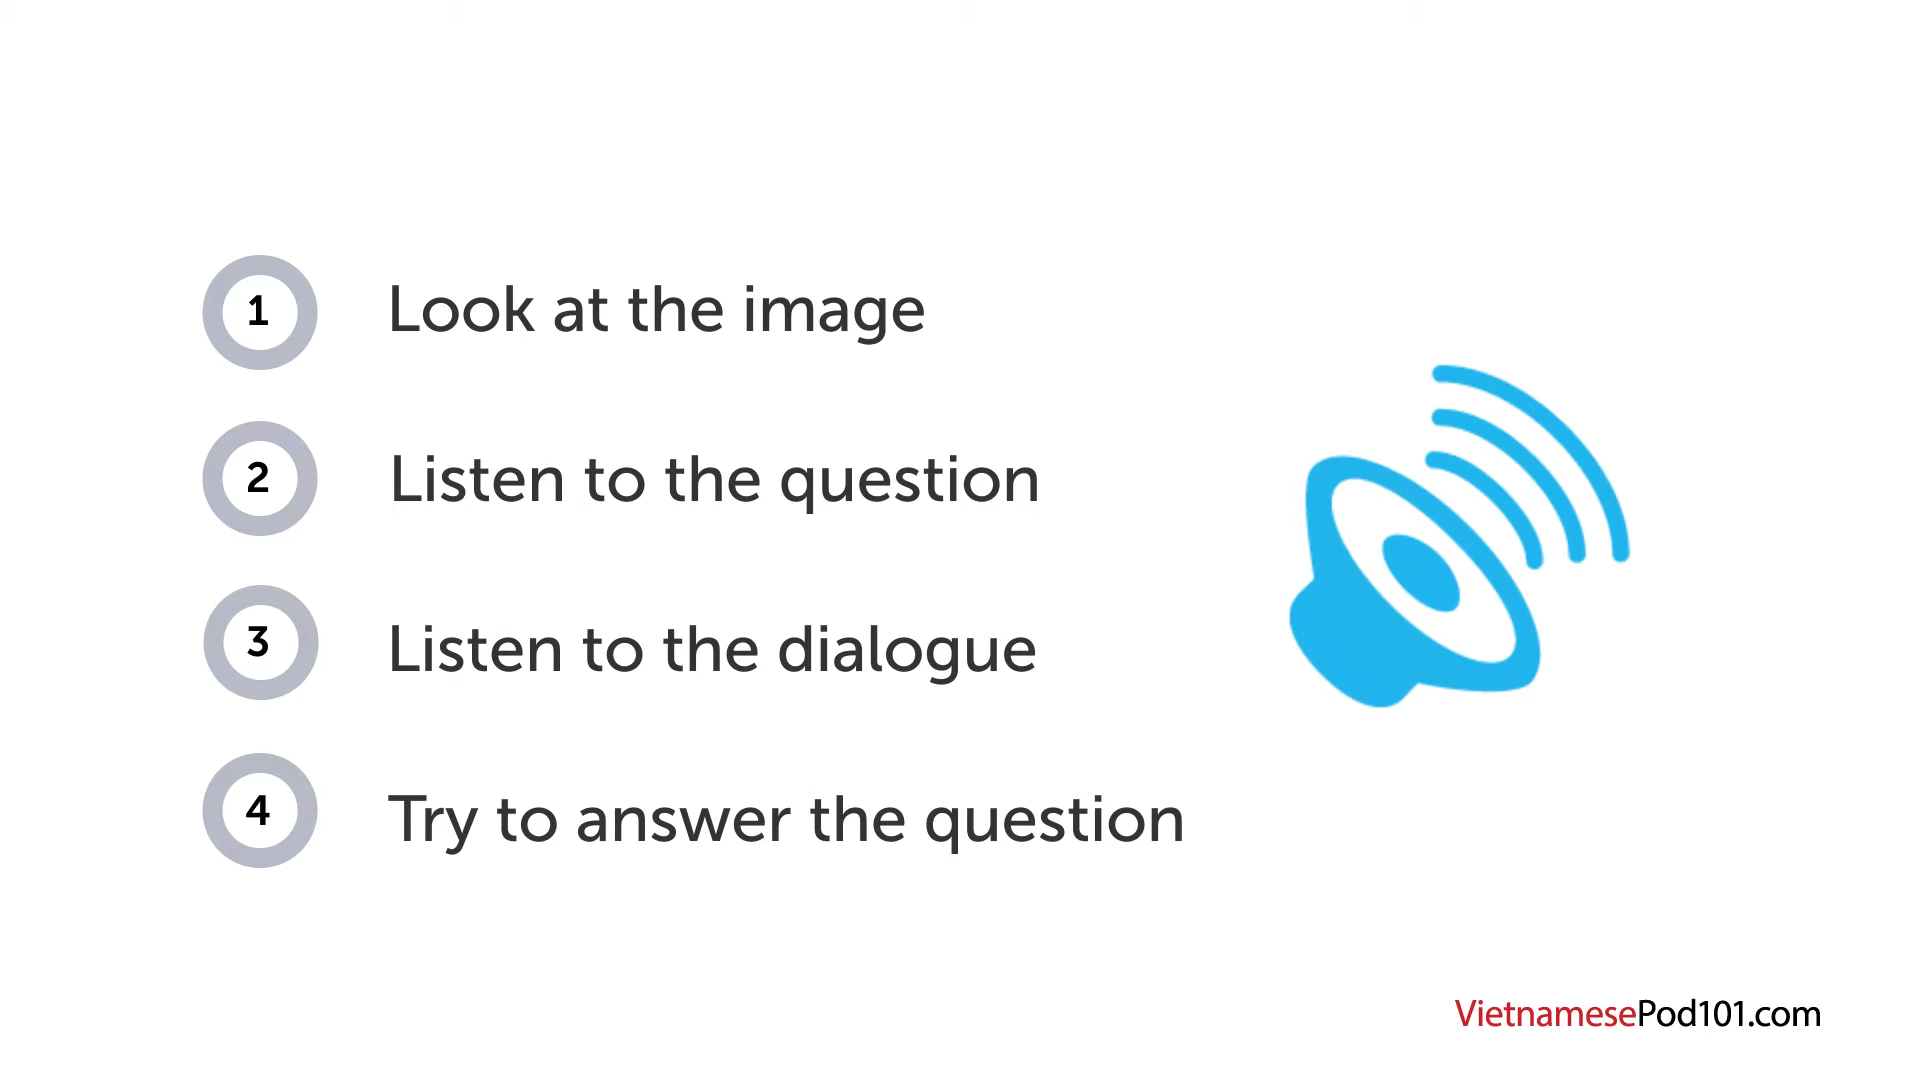 1 Look at the image
2 Listen to the question
3 Listen to the dialogue
4 Try to answer the question
VietnamesePod101.com